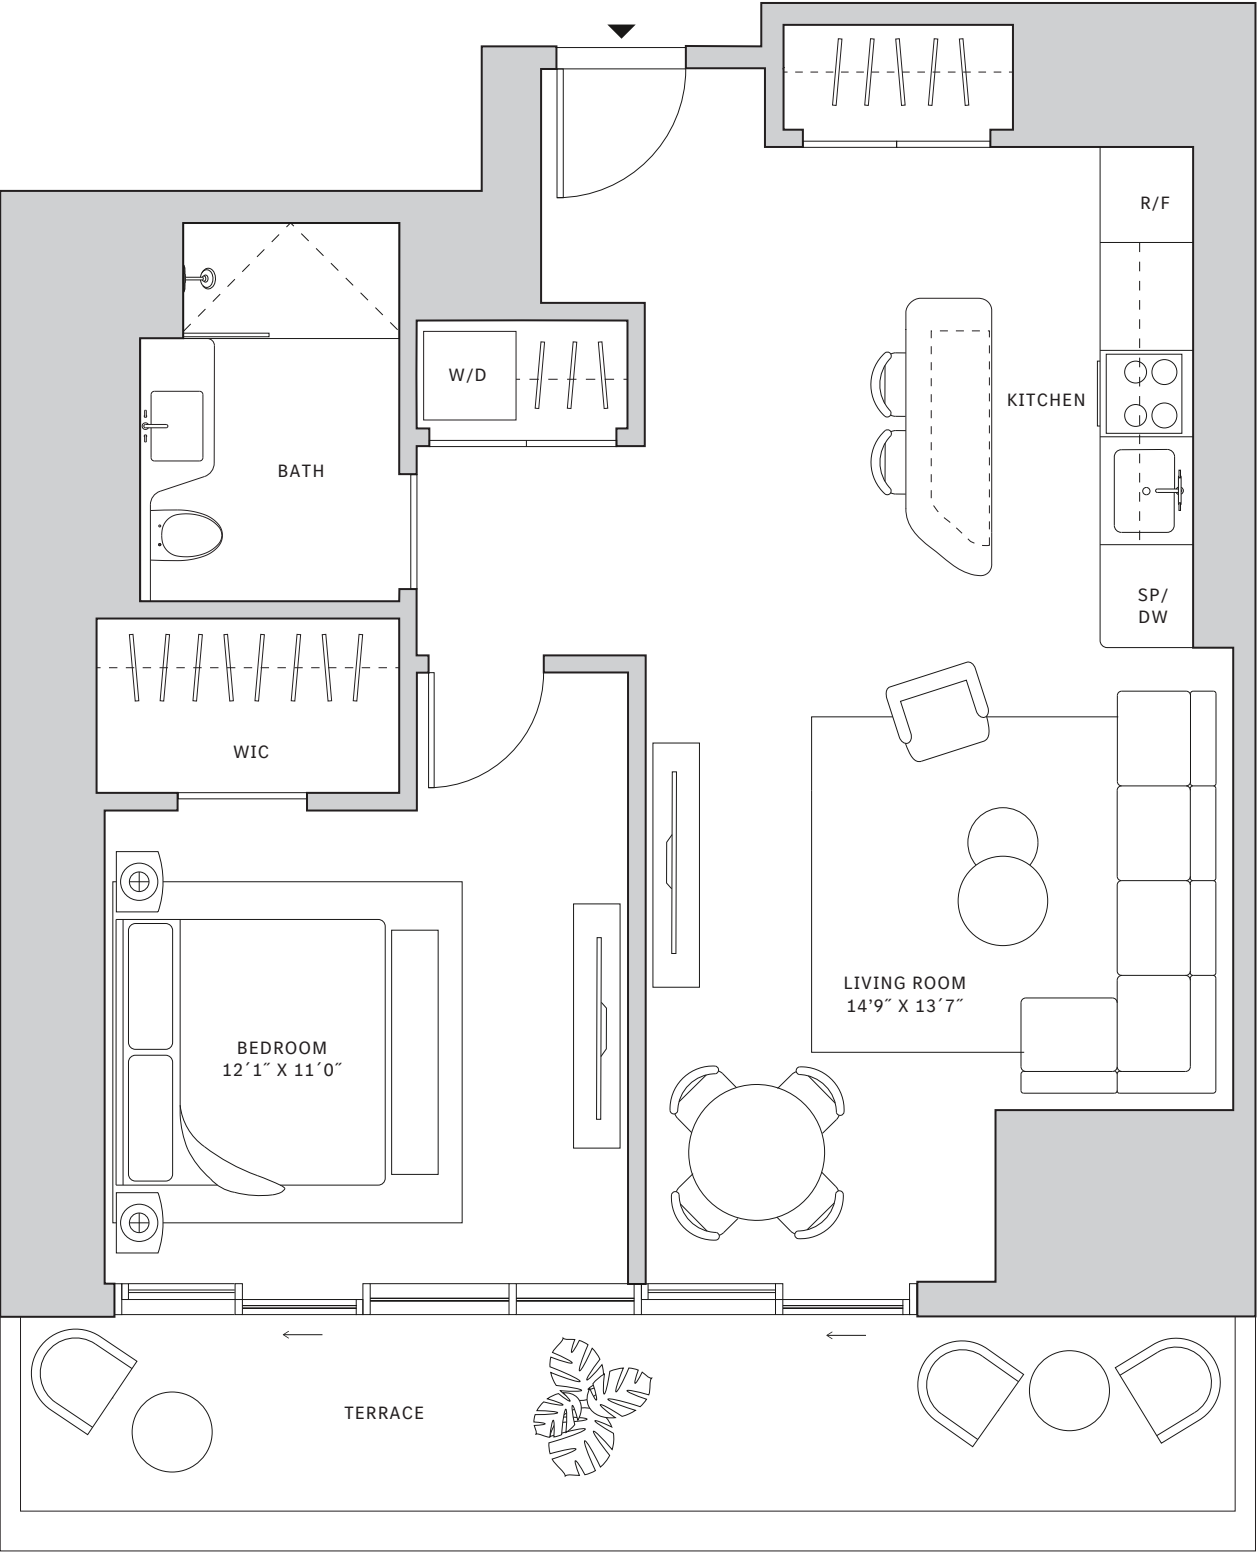 R/F
W/D
KITCHEN
BATH
SP/
DW
WIC
LIVING ROOM
14’9″ X 13′7″
BEDROOM
12′1″ X 11′0″
TERRACE